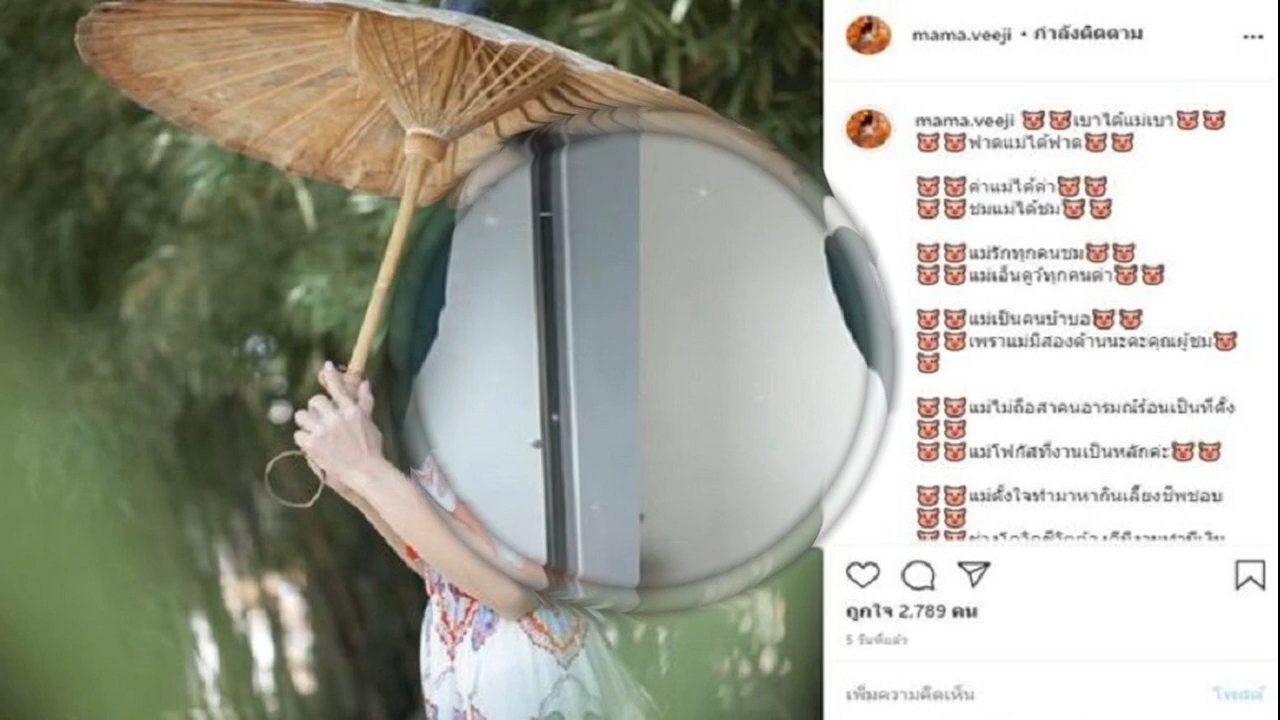 mama.veeji • กำลังติดตาม
mama.veeji 🐷🐷เบาได้แม่เบา🐷🐷
🐷🐷ฟาดแม่ได้ฟาด🐷🐷
🐷🐷ด่าแม่ได้ด่า🐷🐷
🐷🐷ชมแม่ได้ชม🐷🐷
🐷🐷แม่รักทุกคนชม🐷🐷
🐷🐷แม่เอ็นดูวทุกคนด่า🐷🐷
🐷🐷แม่เป็นคนบ้าบอ🐷🐷
🐷🐷เพราแม่มีสองด้านนะคะคุณผู้ชม🐷
🐷
🐷🐷แม่ไม่ถือสาคนอารมณ์ร้อนเป็นที่ตั้ง
🐷🐷
🐷🐷แม่โฟกัสที่งานเป็นหลักค่ะ🐷🐷
🐷🐷แม่ตั้งใจทำมาหากินเลี้ยงชีพชอบ
🐷🐷
ถูกใจ 2,789 คน
5 วันที่แล้ว
เพิ่มความคิดเห็น
โพสต์